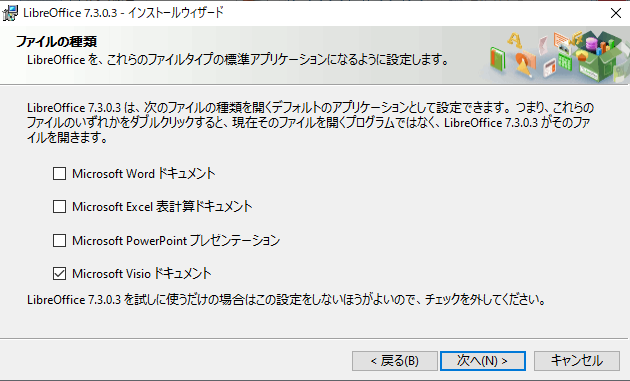 LibreOffice 7.3.0.3 - インストールウィザード
ファイルの種類
LibreOffice を、これらのファイルタイプの標準アプリケーションになるように設定します。
LibreOffice 7.3.0.3 は、次のファイルの種類を開くデフォルトのアプリケーションとして設定できます。つまり、これらの
ファイルのいずれかをダブルクリックすると、現在そのファイルを開くプログラムではなく、LibreOffice 7.3.0.3 がそのファ
イルを開きます。
Microsoft Word ドキュメント
Microsoft Excel 表計算ドキュメント
Microsoft PowerPoint プレゼンテーション
Microsoft Visio ドキュメント
LibreOffice 7.3.0.3 を試しに使うだけの場合はこの設定をしないほうがよいので、チェックを外してください。
< 戻る(B) 次へ(N) > キャンセル